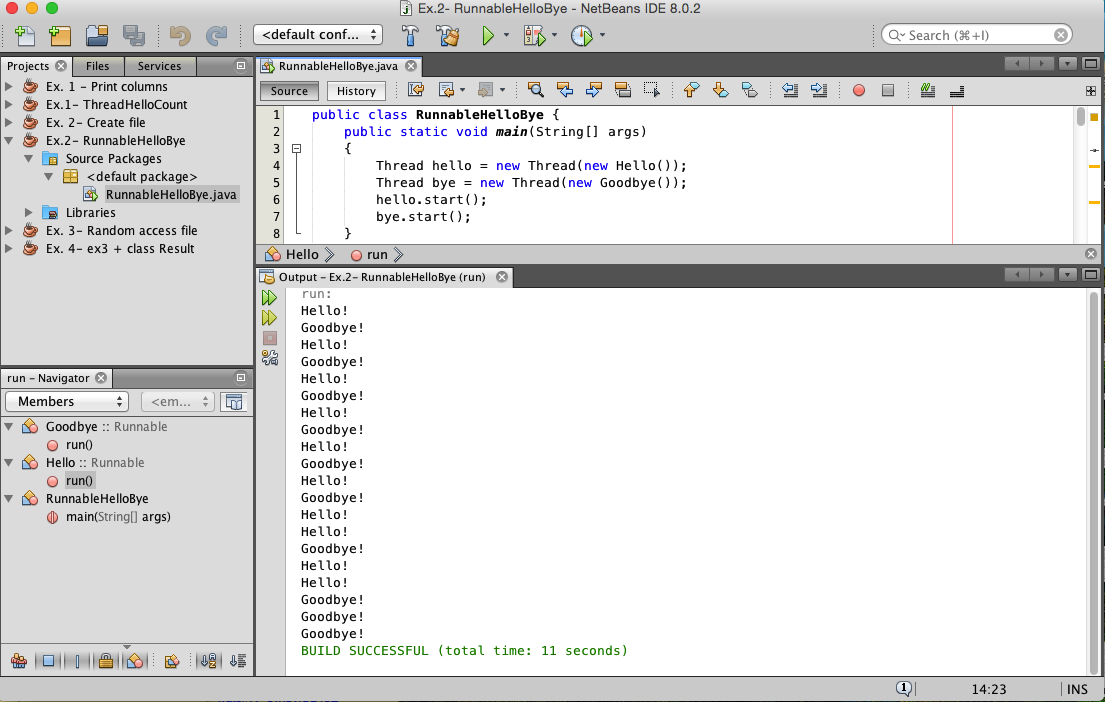 Ex.2- RunnableHelloBye - NetBeans IDE 8.0.2
<default conf...
Search (⌘+I)
Projects
Files
Services
Ex. 1 - Print columns
Ex.1- ThreadHelloCount
Ex. 2- Create file
Ex.2- RunnableHelloBye
Source Packages
<default package>
RunnableHelloBye.java
Libraries
Ex. 3- Random access file
Ex. 4- ex3 + class Result
run - Navigator
Members
<em...
Goodbye :: Runnable
run()
Hello :: Runnable
run()
RunnableHelloBye
main(String[] args)
RunnableHelloBye.java
Source
History
1 public class RunnableHelloBye {
2 public static void main(String[] args)
3 {
4 Thread hello = new Thread(new Hello());
5 Thread bye = new Thread(new Goodbye());
6 hello.start();
7 bye.start();
8 }
Hello
run
Output - Ex.2- RunnableHelloBye (run)
run:
Hello!
Goodbye!
Hello!
Goodbye!
Hello!
Goodbye!
Hello!
Goodbye!
Hello!
Goodbye!
Hello!
Goodbye!
Hello!
Hello!
Goodbye!
Hello!
Hello!
Goodbye!
Goodbye!
Goodbye!
BUILD SUCCESSFUL (total time: 11 seconds)
1
14:23
INS